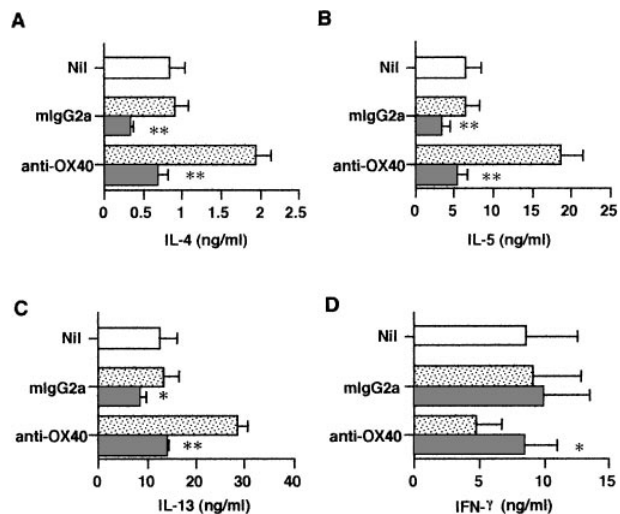 A
Nil
mIgG2a
**
anti-OX40
**
0 0.5 1 1.5 2 2.5
IL-4 (ng/ml)
B
Nil
mIgG2a
**
anti-OX40
**
0 5 10 15 20 25
IL-5 (ng/ml)
C
Nil
mIgG2a
*
anti-OX40
**
0 10 20 30 40
IL-13 (ng/ml)
D
Nil
mIgG2a
anti-OX40
*
0 5 10 15
IFN-γ (ng/ml)